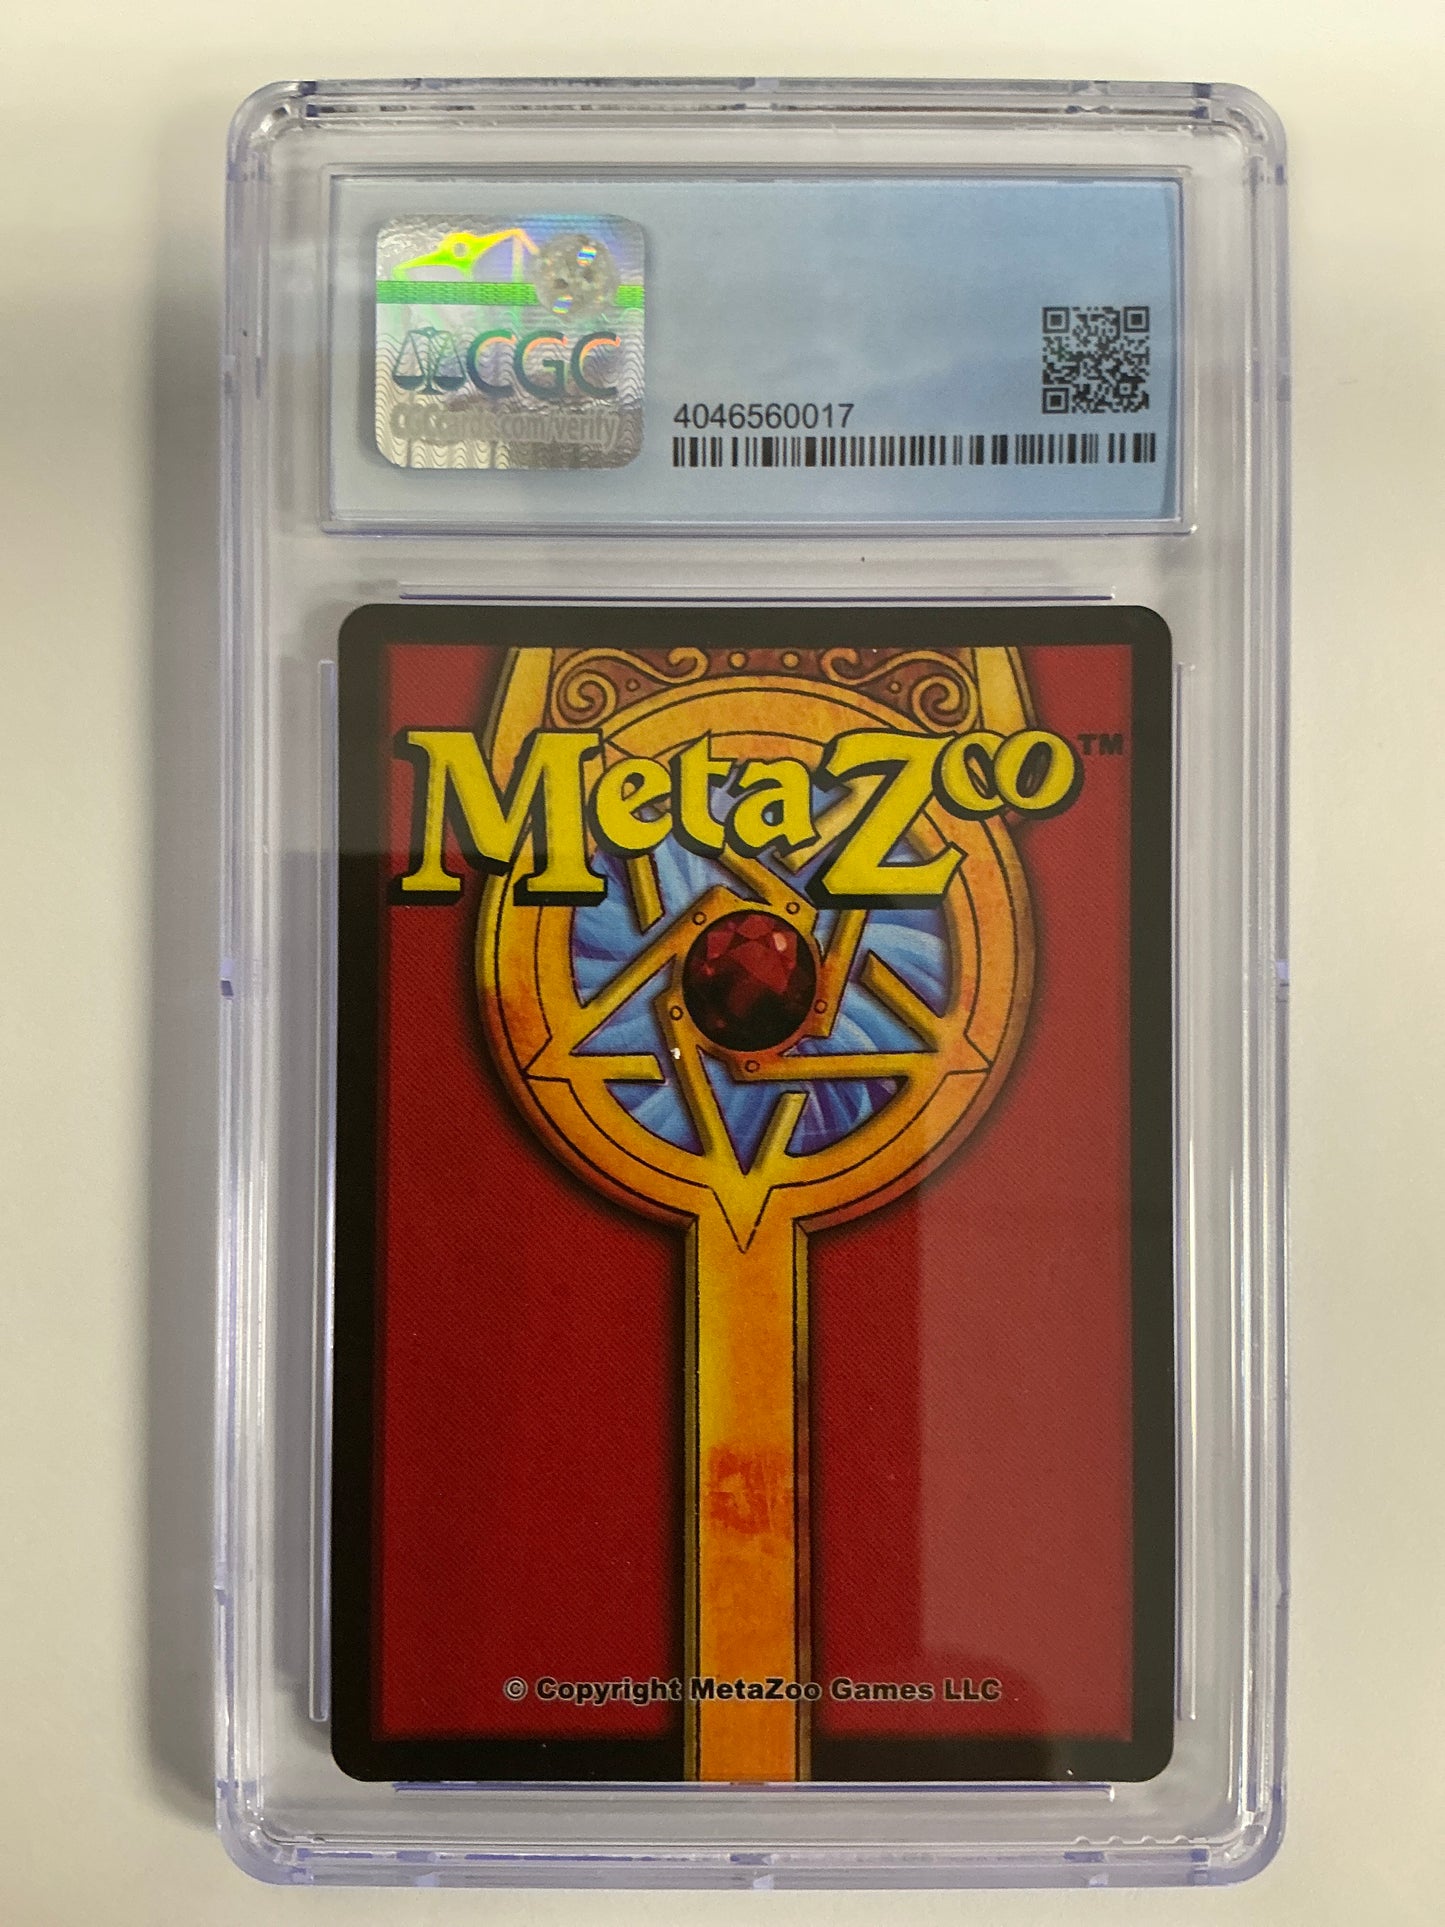 CGC
CGCcards.com/verify
4046560017
MetaZoo™
© Copyright MetaZoo Games LLC